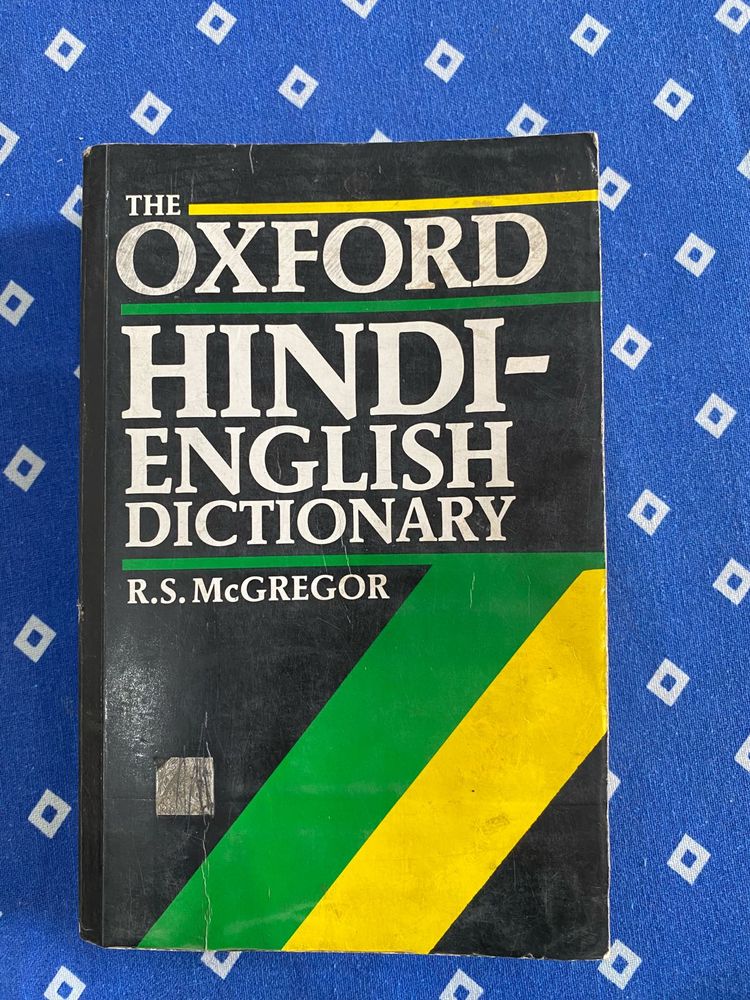 THE
OXFORD
HINDI-
ENGLISH
DICTIONARY
R.S. McGREGOR